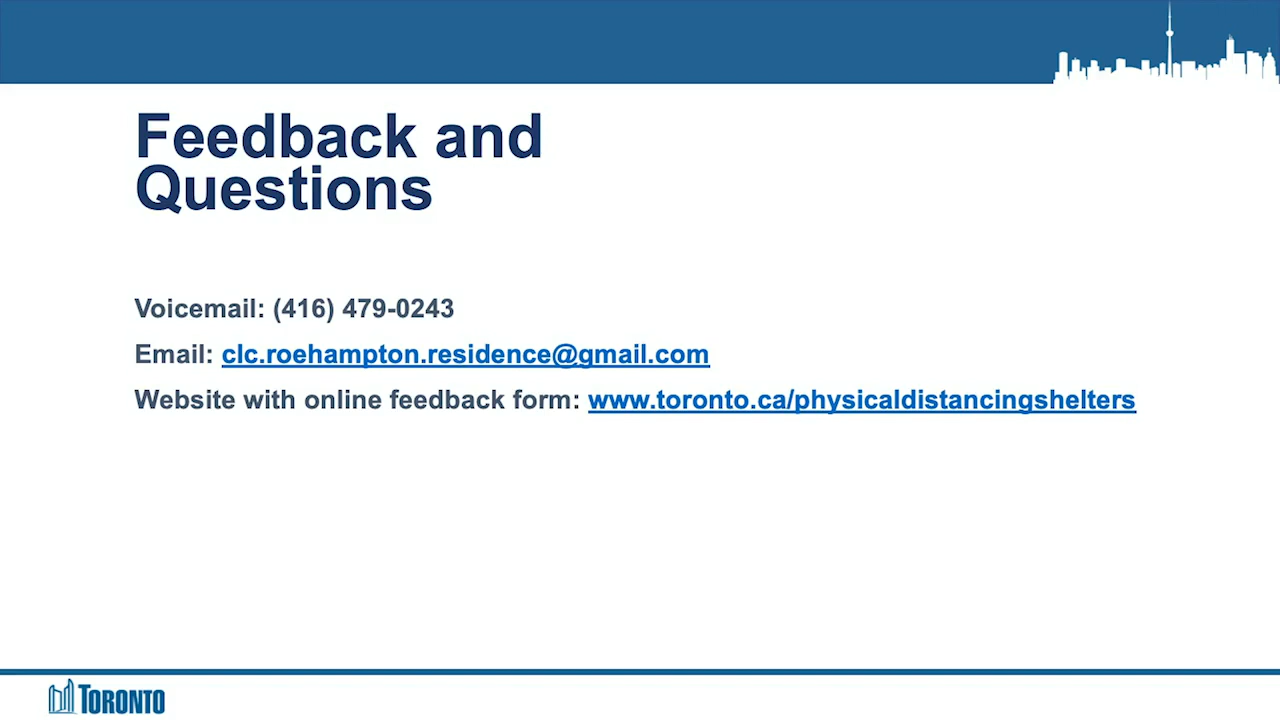 Feedback and
Questions
Voicemail: (416) 479-0243
Email: clc.roehampton.residence@gmail.com
Website with online feedback form: www.toronto.ca/physicaldistancingshelters
TORONTO